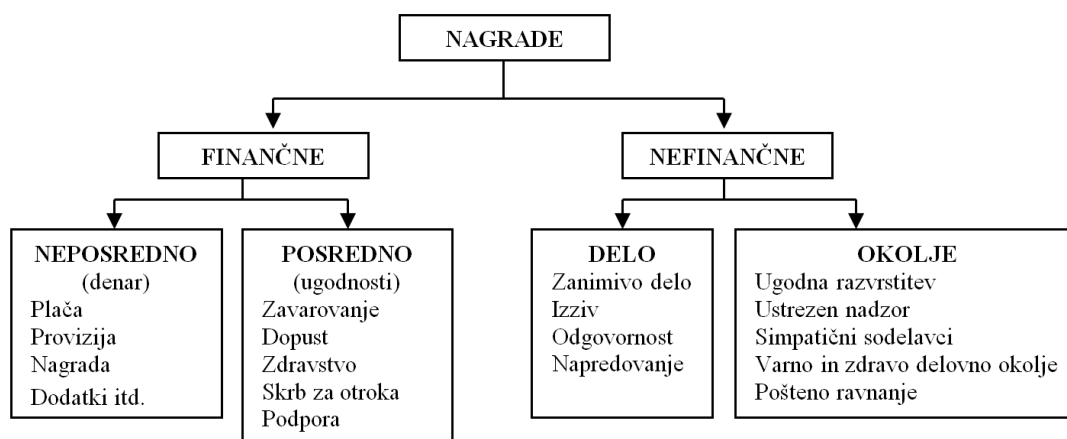 NAGRADE
FINANČNE
NEFINANČNE
NEPOSREDNO
(denar)
Plača
Provizija
Nagrada
Dodatki itd.
POSREDNO
(ugodnosti)
Zavarovanje
Dopust
Zdravstvo
Skrb za otroka
Podpora
DELO
Zanimivo delo
Izziv
Odgovornost
Napredovanje
OKOLJE
Ugodna razvrstitev
Ustrezen nadzor
Simpatični sodelavci
Varno in zdravo delovno okolje
Pošteno ravnanje